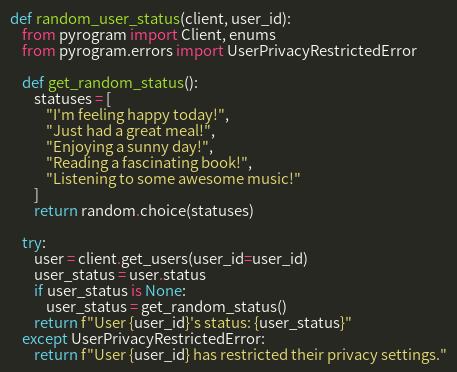 def random_user_status(client, user_id):
    from pyrogram import Client, enums
    from pyrogram.errors import UserPrivacyRestrictedError

    def get_random_status():
        statuses = [
            "I'm feeling happy today!",
            "Just had a great meal!",
            "Enjoying a sunny day!",
            "Reading a fascinating book!",
            "Listening to some awesome music!"
        ]
        return random.choice(statuses)

    try:
        user = client.get_users(user_id=user_id)
        user_status = user.status
        if user_status is None:
            user_status = get_random_status()
        return f"User {user_id}'s status: {user_status}"
    except UserPrivacyRestrictedError:
        return f"User {user_id} has restricted their privacy settings."